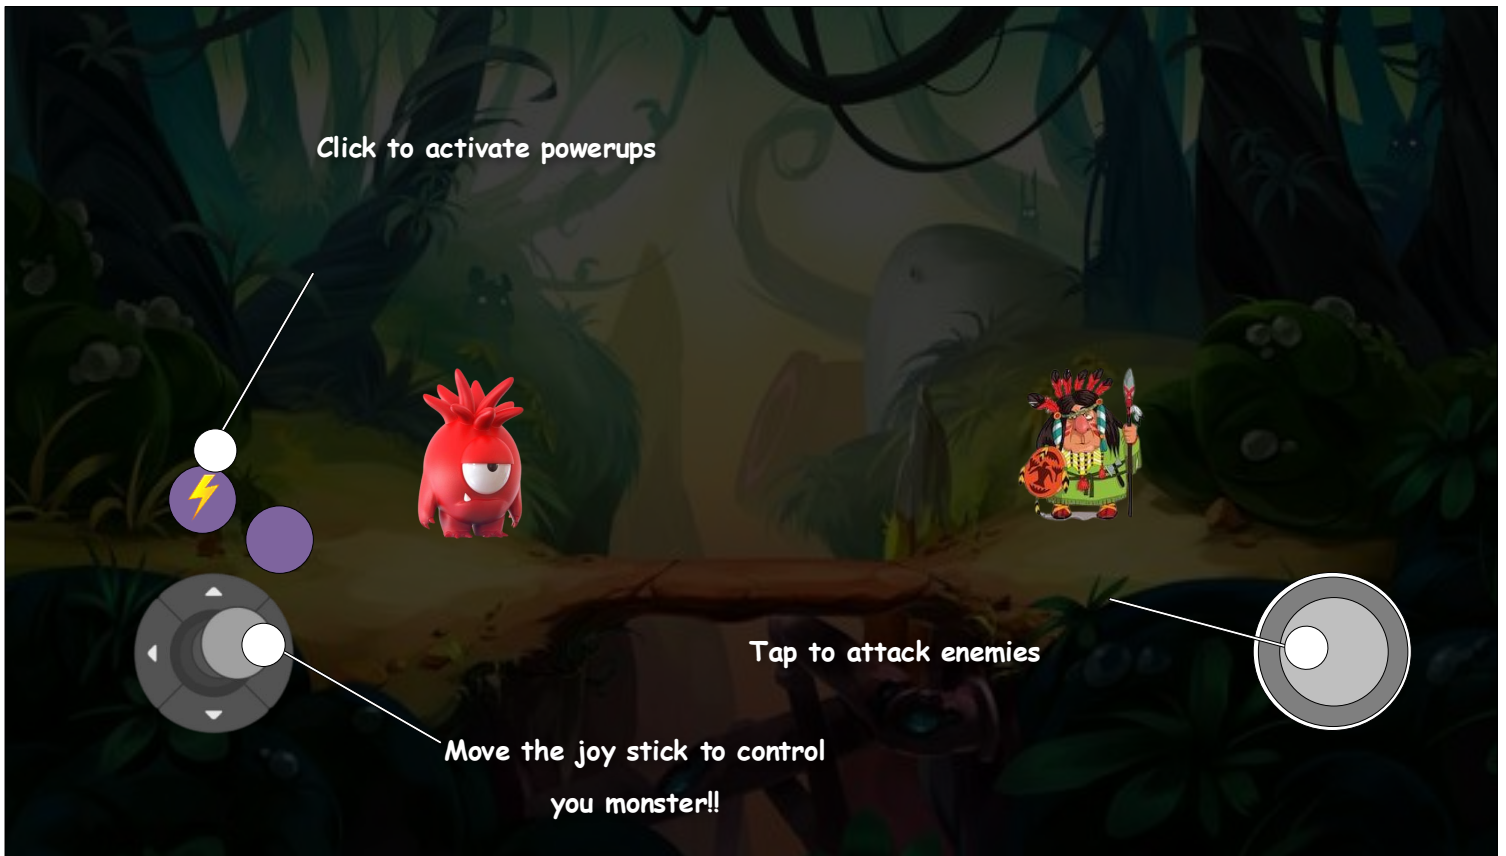 Click to activate powerups
Tap to attack enemies
Move the joy stick to control
you monster!!